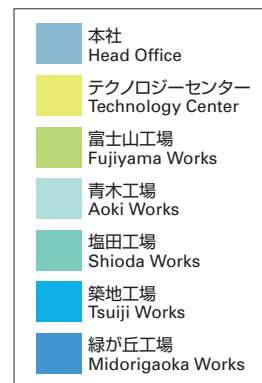 本社
Head Office
テクノロジーセンター
Technology Center
富士山工場
Fujiyama Works
青木工場
Aoki Works
塩田工場
Shioda Works
築地工場
Tsuiji Works
緑が丘工場
Midorigaoka Works